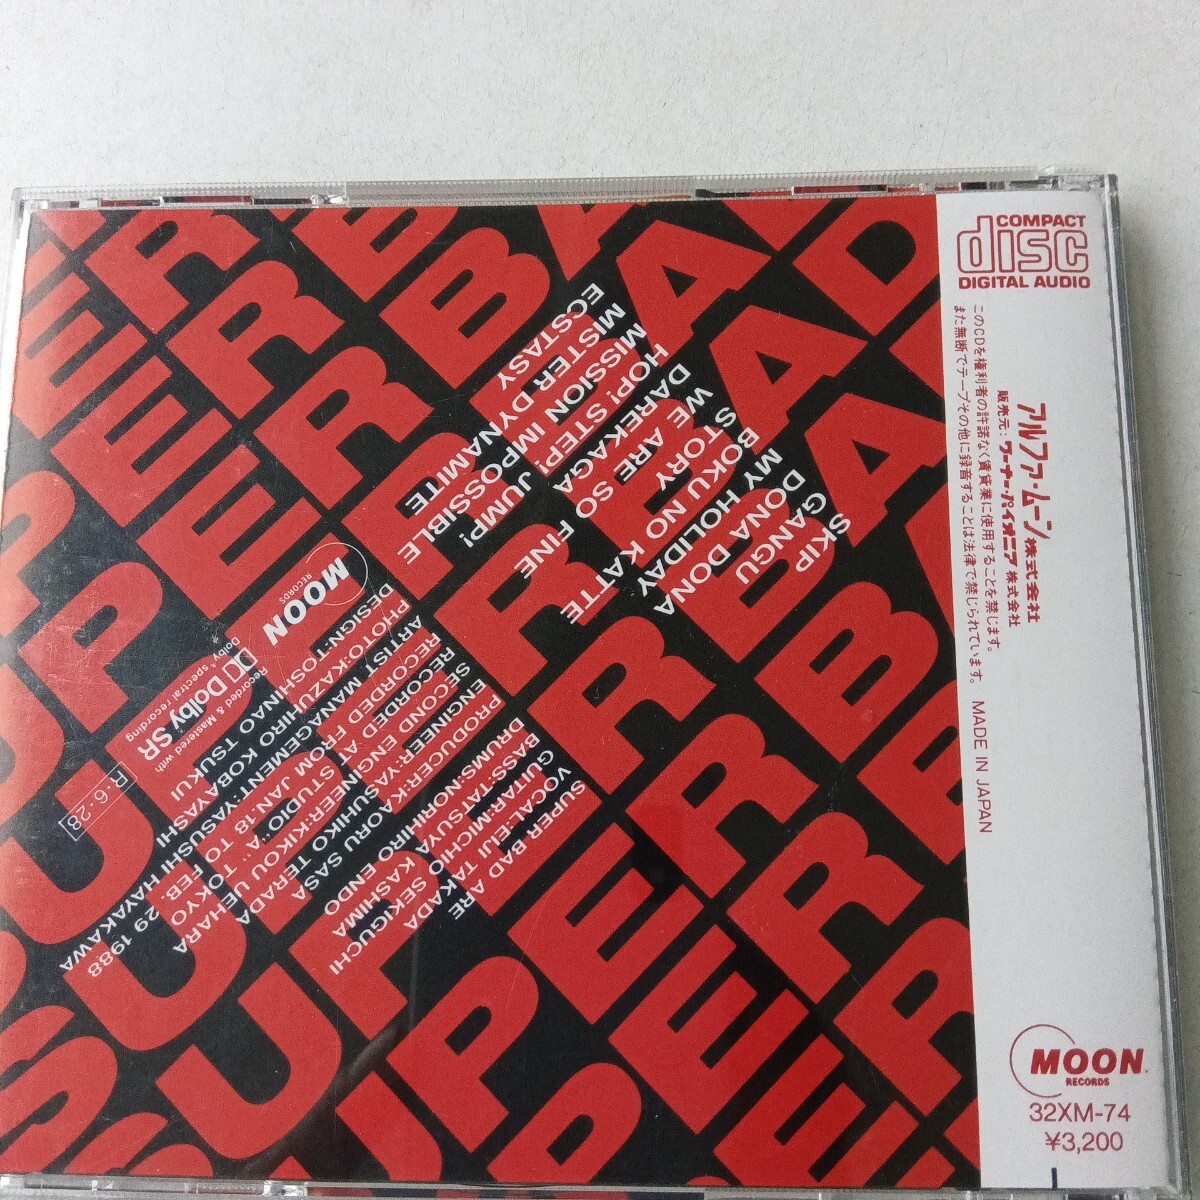 SUPER BAD
SUPER BAD
SUPER BAD
SUPER BAD
SKIP
GANGU
DONA DONA
MY HOLIDAY
BOKU NO KATTE
STORY
WE ARE SO FINE
DAREKAGA
HOP! STEP! JUMP!
MISSION IMPOSSIBLE
MISTER DYNAMITE
ECSTASY
SUPER BAD ARE
VOCAL:EIJI TAKADA
GUITAR:MICHIO SEKIGUCHI
BASS:TATSUYA KASHIMA
DRUMS:NORIHIRO ENDO
PRODUCER:KAORU SASA
ENGINEER:YASUHIKO TERADA
SECOND ENGINEER:KIKOU UEHARA
RECORDED AT STUDIO "A" TOKYO
RECORDED FROM JAN. 18 TO FEB. 29 1988
ARTIST MANAGEMENT:YASUSHI HAYAKAWA
PHOTO:KAZUHIRO KOBAYASHI
DESIGN:TOSHINAO TSUKUI
MOON
RECORDS
Recorded & Mastered with
Dolby SR
Dolby spectral recording
R・6・28
COMPACT
disc
DIGITAL AUDIO
アルファ・ムーン株式会社
販売元:ワーナー・パイオニア株式会社
このCDを権利者の許諾なく賃貸業に使用することを禁じます。
また無断でテープその他に録音することは法律で禁じられています。 MADE IN JAPAN
MOON
RECORDS
32XM-74
¥3,200